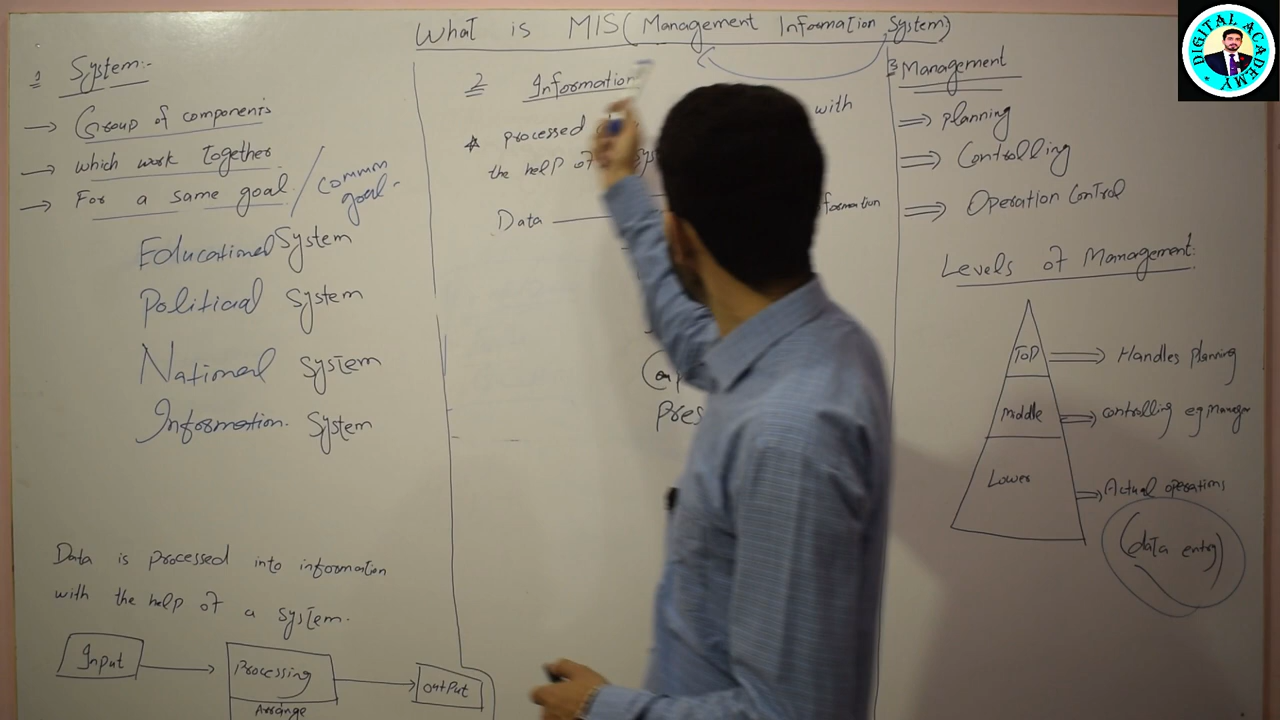 What is MIS (Management Information System)
1 System:-
→ Group of components
→ which work together
→ For a same goal / common goal.
Educational System
Political System
National System
Information System
Data is processed into information
with the help of a system.
Input → Processing → output
Arrange
2 Information
* processed with
the help of
Data formation
3 Management
⇒ planning
⇒ Controlling
⇒ Operation Control
Levels of Management:
Top ⇒ Handles planning
Middle ⇒ controlling eg Manager
Lower ⇒ Actual operations
(data entry)
DIGITAL ACADEMY